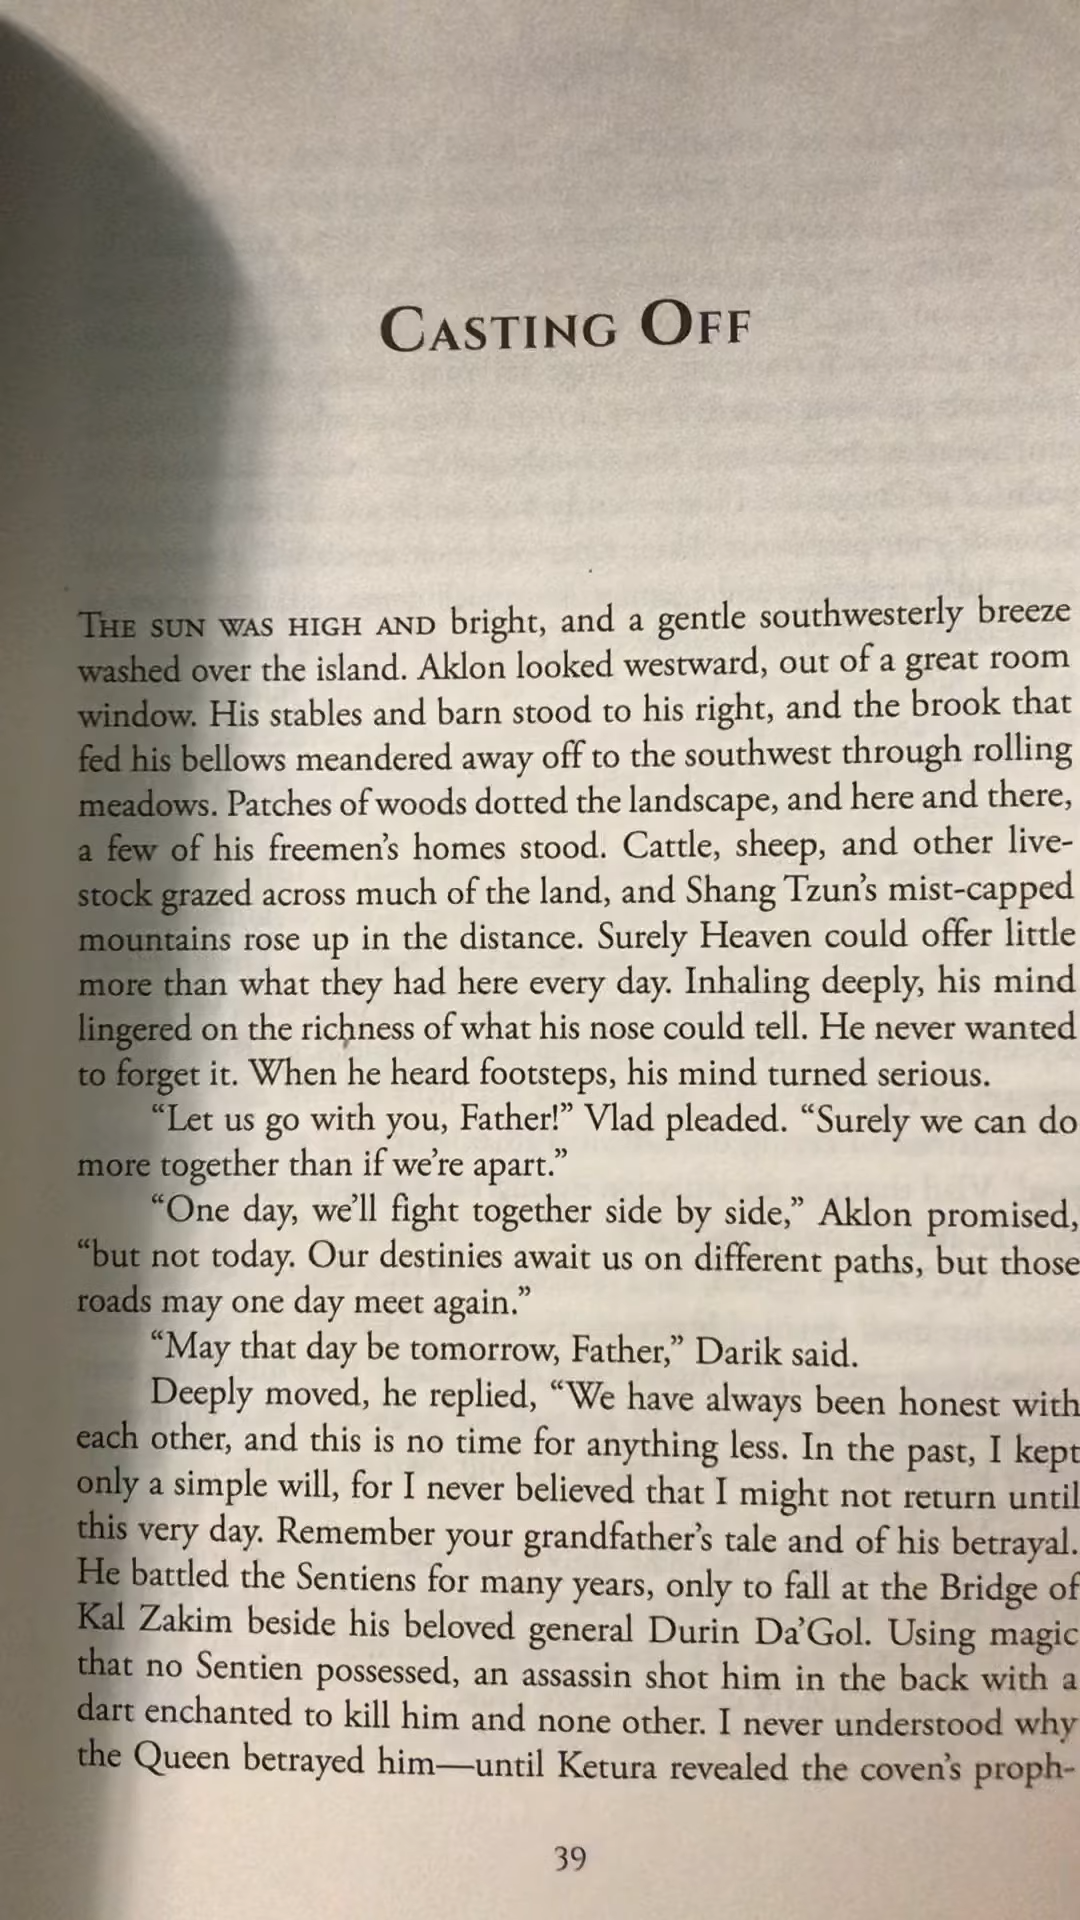 CASTING OFF
THE SUN WAS HIGH AND bright, and a gentle southwesterly breeze
washed over the island. Aklon looked westward, out of a great room
window. His stables and barn stood to his right, and the brook that
fed his bellows meandered away off to the southwest through rolling
meadows. Patches of woods dotted the landscape, and here and there,
a few of his freemen’s homes stood. Cattle, sheep, and other live-
stock grazed across much of the land, and Shang Tzun’s mist-capped
mountains rose up in the distance. Surely Heaven could offer little
more than what they had here every day. Inhaling deeply, his mind
lingered on the richness of what his nose could tell. He never wanted
to forget it. When he heard footsteps, his mind turned serious.
“Let us go with you, Father!” Vlad pleaded. “Surely we can do
more together than if we’re apart.”
“One day, we’ll fight together side by side,” Aklon promised,
“but not today. Our destinies await us on different paths, but those
roads may one day meet again.”
“May that day be tomorrow, Father,” Darik said.
Deeply moved, he replied, “We have always been honest with
each other, and this is no time for anything less. In the past, I kept
only a simple will, for I never believed that I might not return until
this very day. Remember your grandfather’s tale and of his betrayal.
He battled the Sentiens for many years, only to fall at the Bridge of
Kal Zakim beside his beloved general Durin Da’Gol. Using magic
that no Sentien possessed, an assassin shot him in the back with a
dart enchanted to kill him and none other. I never understood why
the Queen betrayed him—until Ketura revealed the coven’s proph-
39